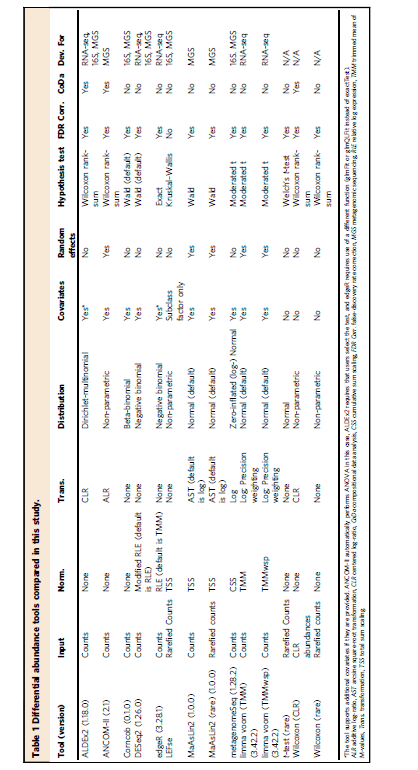 Table 1 Differential abundance tools compared in this study.
Tool (version) Input Norm. Trans. Distribution Covariates Random effects Hypothesis test FDR Corr. CoDa Dev. For
ALDEx2 (1.18.0) Counts None CLR Dirichlet-multinomial Yes* No Wilcoxon rank-sum Yes Yes RNA-seq, 16S, MGS
ANCOM-II (2.1) Counts None ALR Non-parametric Yes Yes Wilcoxon rank-sum Yes Yes MGS
Corncob (0.1.0) Counts None None Beta-binomial Yes No Wald (default) Yes No 16S, MGS
DESeq2 (1.26.0) Counts Modified RLE (default is RLE) None Negative binomial Yes No Wald (default) Yes No RNA-seq, 16S, MGS
edgeR (3.28.1) Counts RLE (default is TMM) None Negative binomial Yes* No Exact Yes No RNA-seq
LEfSe Rarefied Counts TSS None Non-parametric Subclass factor only No Kruskal–Wallis No No 16S, MGS
MaAsLin2 (1.0.0) Counts TSS AST (default is log) Normal (default) Yes Yes Wald Yes No MGS
MaAsLin2 (rare) (1.0.0) Rarefied counts TSS AST (default is log) Normal (default) Yes Yes Wald Yes No MGS
metagenomeSeq (1.28.2) Counts CSS Log Zero-inflated (log-) Normal Yes No Moderated t Yes No 16S, MGS
limma voom (TMM) (3.42.2) Counts TMM Log; Precision weighting Normal (default) Yes Yes Moderated t Yes No RNA-seq
limma voom (TMMwsp) (3.42.2) Counts TMMwsp Log; Precision weighting Normal (default) Yes Yes Moderated t Yes No RNA-seq
t-test (rare) Rarefied Counts None None Normal No No Welch's t-test Yes No N/A
Wilcoxon (CLR) CLR abundances None CLR Non-parametric No No Wilcoxon rank-sum Yes Yes N/A
Wilcoxon (rare) Rarefied counts None None Non-parametric No No Wilcoxon rank-sum Yes No N/A
*The tool supports additional covariates if they are provided. ANCOM-II automatically performs ANOVA in this case, ALDEx2 requires that users select the test, and edgeR requires use of a different function (glmFit or glmQLFit instead of exactTest).
ALR additive log-ratio, AST arcsine square-root transformation, CLR centered log-ratio, CoDa compositional data analysis, CSS cumulative sum scaling, FDR Corr. false-discovery rate correction, MGS metagenomic sequencing, RLE relative log expression, TMM trimmed mean of
M-values, Trans. transformation, TSS total sum scaling.